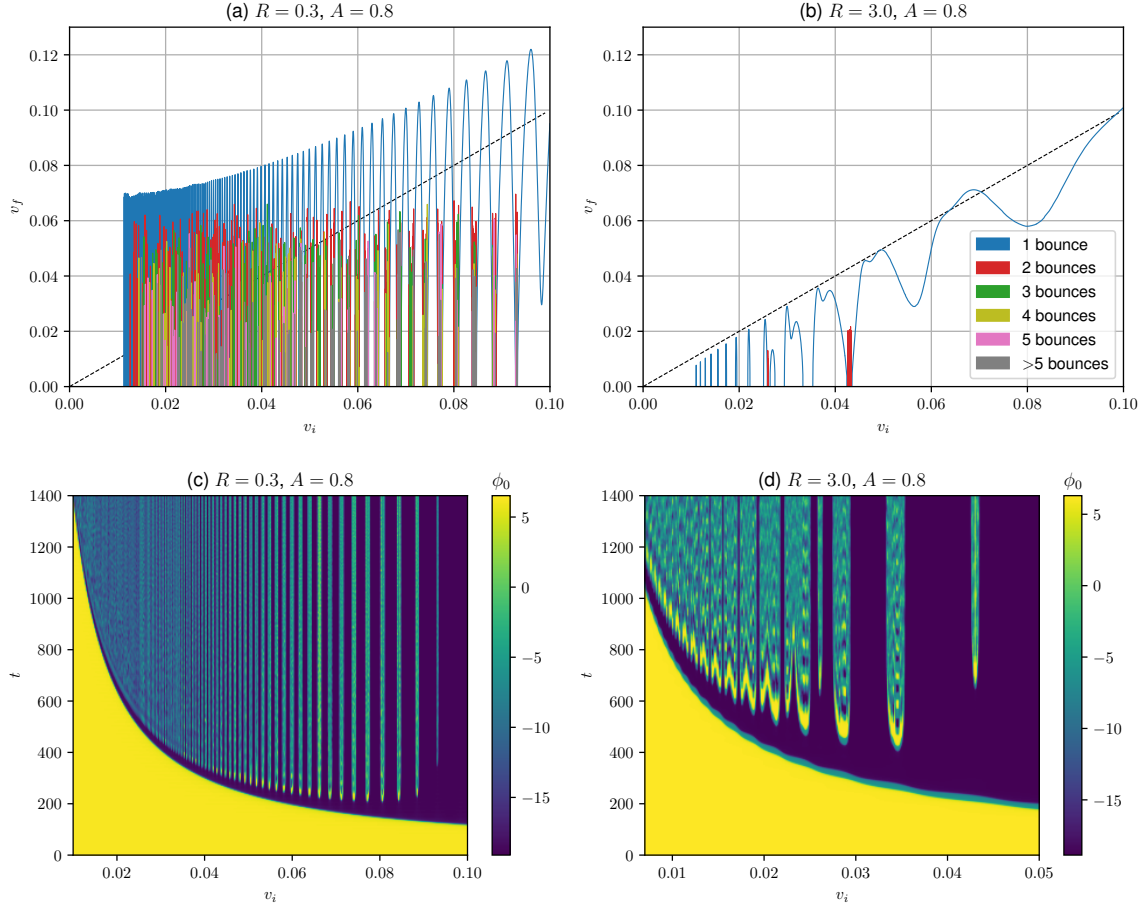 (a) R = 0.3, A = 0.8
0.12
0.10
0.08
0.06
0.04
0.02
0.00
v_f
0.00 0.02 0.04 0.06 0.08 0.10
v_i
(b) R = 3.0, A = 0.8
0.12
0.10
0.08
0.06
0.04
0.02
0.00
v_f
1 bounce
2 bounces
3 bounces
4 bounces
5 bounces
>5 bounces
0.00 0.02 0.04 0.06 0.08 0.10
v_i
(c) R = 0.3, A = 0.8
ϕ₀
1400
1200
1000
800
600
400
200
0
t
5
0
−5
−10
−15
0.02 0.04 0.06 0.08 0.10
v_i
(d) R = 3.0, A = 0.8
ϕ₀
1400
1200
1000
800
600
400
200
0
t
5
0
−5
−10
−15
0.01 0.02 0.03 0.04 0.05
v_i